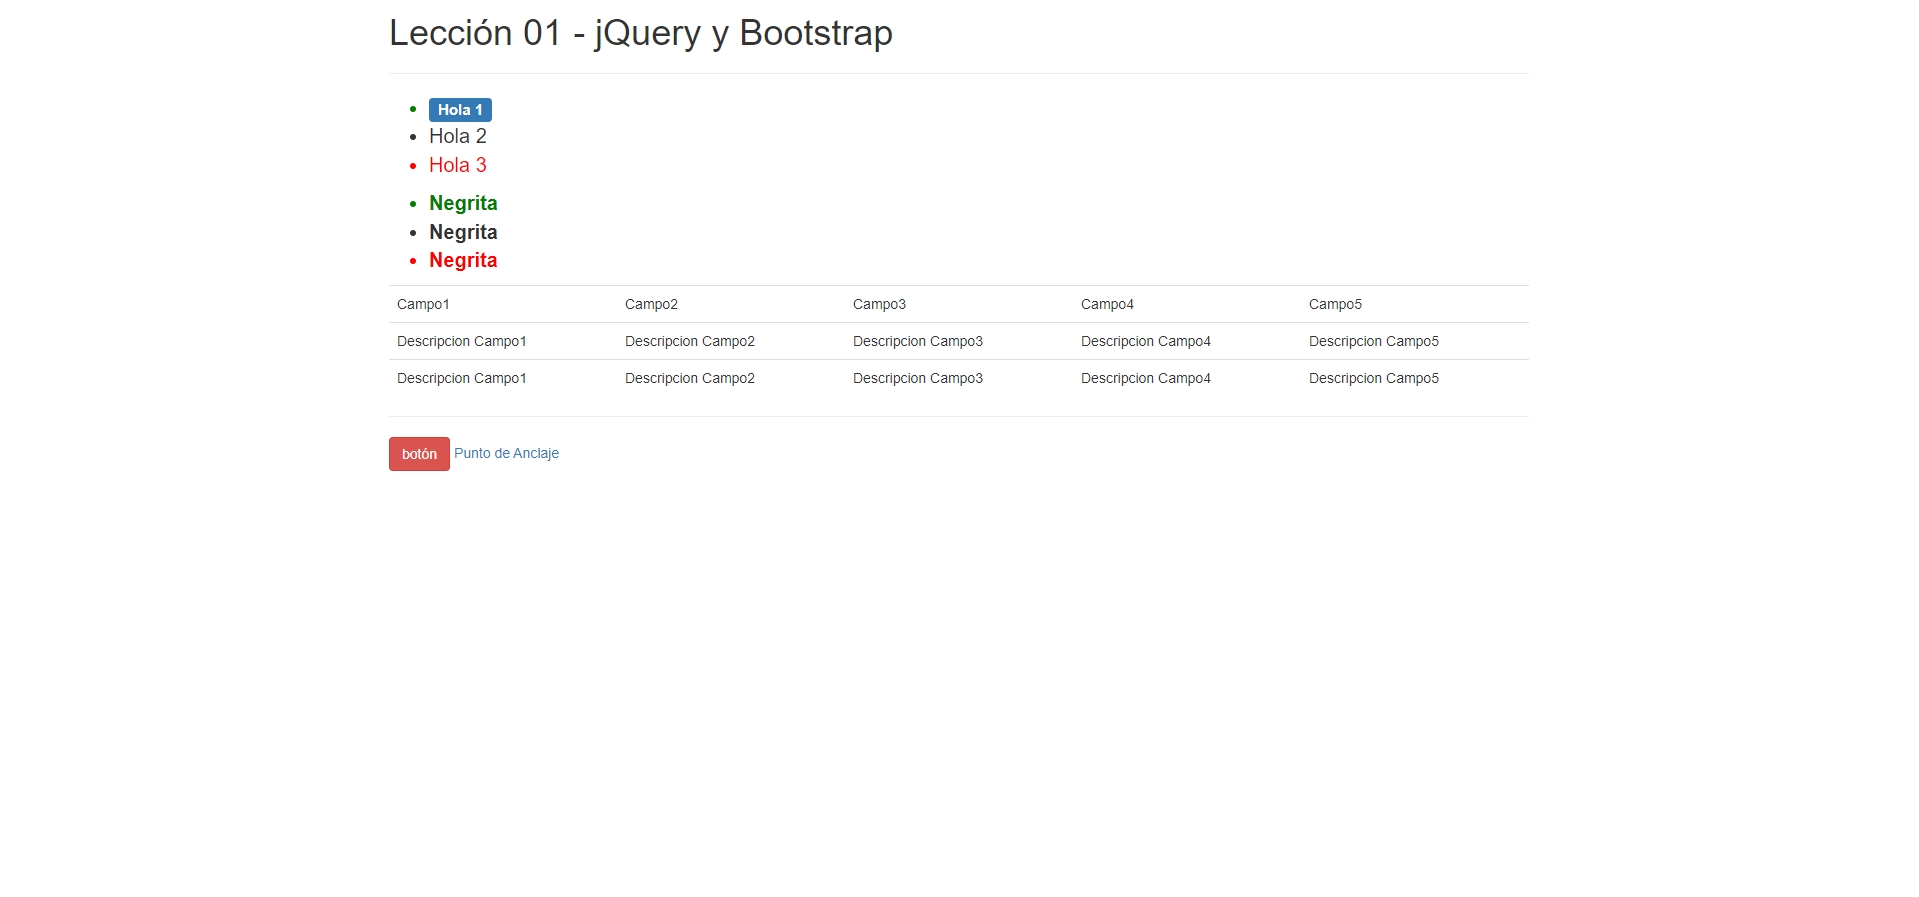 Lección 01 - jQuery y Bootstrap
Hola 1
Hola 2
Hola 3
Negrita
Negrita
Negrita
Campo1 Campo2 Campo3 Campo4 Campo5
Descripcion Campo1 Descripcion Campo2 Descripcion Campo3 Descripcion Campo4 Descripcion Campo5
Descripcion Campo1 Descripcion Campo2 Descripcion Campo3 Descripcion Campo4 Descripcion Campo5
botón Punto de Anclaje